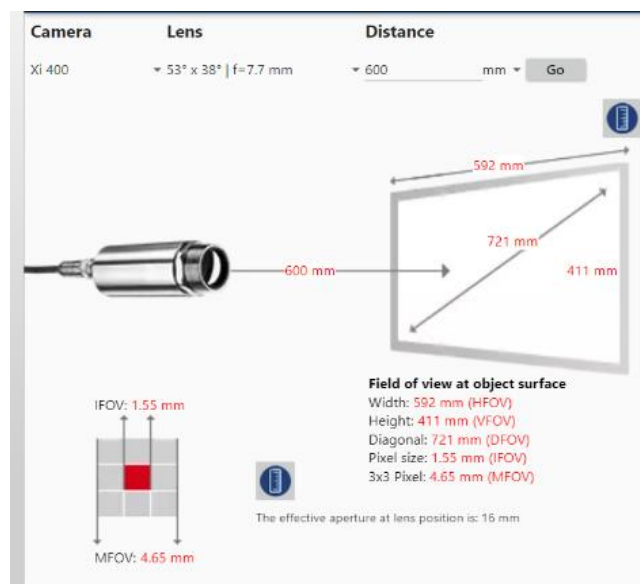 Camera Lens Distance
Xi 400 53° x 38° | f=7.7 mm 600 mm Go
592 mm
721 mm
600 mm
411 mm
Field of view at object surface
Width: 592 mm (HFOV)
Height: 411 mm (VFOV)
Diagonal: 721 mm (DFOV)
Pixel size: 1.55 mm (IFOV)
3x3 Pixel: 4.65 mm (MFOV)
IFOV: 1.55 mm
The effective aperture at lens position is: 16 mm
MFOV: 4.65 mm